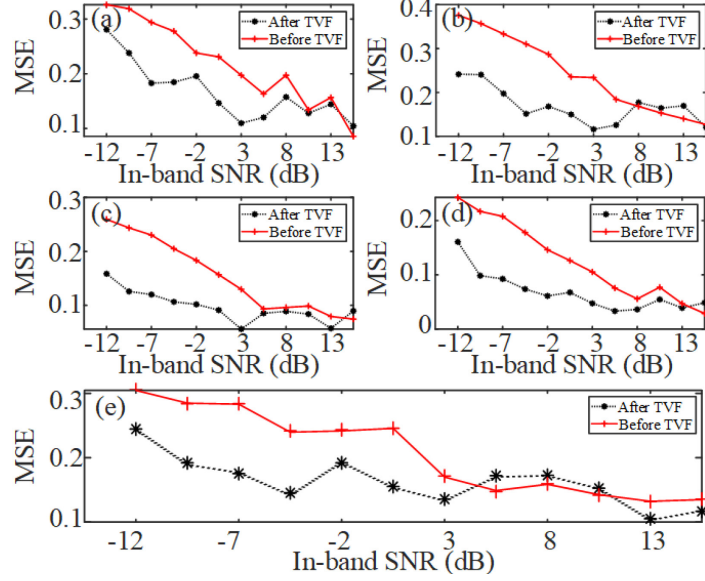 (a)
After TVF
Before TVF
MSE
0.3
0.2
0.1
-12 -7 -2 3 8 13
In-band SNR (dB)
(b)
After TVF
Before TVF
MSE
0.4
0.3
0.2
0.1
-12 -7 -2 3 8 13
In-band SNR (dB)
(c)
After TVF
Before TVF
MSE
0.3
0.2
0.1
-12 -7 -2 3 8 13
In-band SNR (dB)
(d)
After TVF
Before TVF
MSE
0.2
0.1
0
-12 -7 -2 3 8 13
In-band SNR (dB)
(e)
After TVF
Before TVF
MSE
0.3
0.2
0.1
-12 -7 -2 3 8 13
In-band SNR (dB)